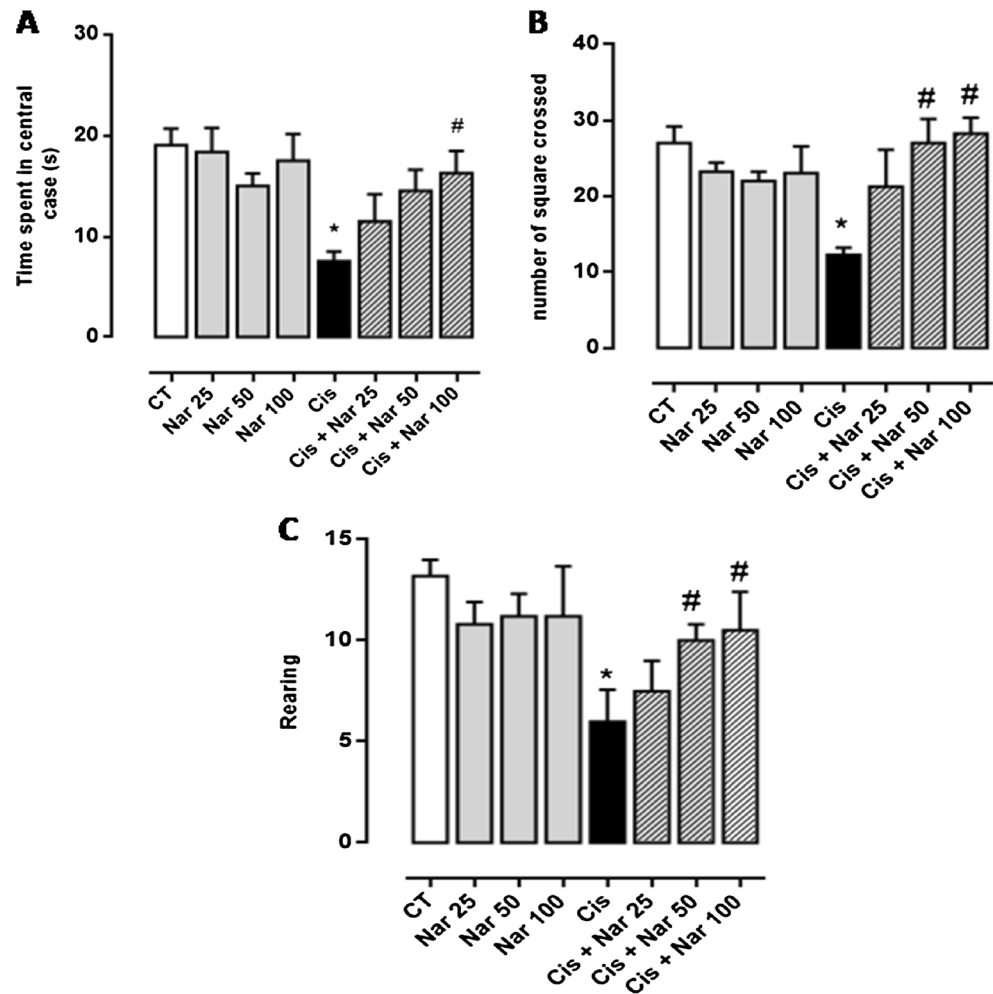 A
Time spent in central
case (s)
30
20
10
0
*
#
CT
Nar 25
Nar 50
Nar 100
Cis
Cis + Nar 25
Cis + Nar 50
Cis + Nar 100
B
number of square crossed
40
30
20
10
0
*
#
#
CT
Nar 25
Nar 50
Nar 100
Cis
Cis + Nar 25
Cis + Nar 50
Cis + Nar 100
C
Rearing
15
10
5
0
*
#
#
CT
Nar 25
Nar 50
Nar 100
Cis
Cis + Nar 25
Cis + Nar 50
Cis + Nar 100